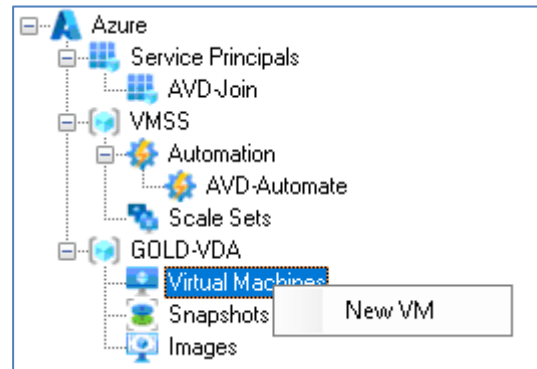 Azure
Service Principals
AVD-Join
VMSS
Automation
AVD-Automate
Scale Sets
GOLD-VDA
Virtual Machines
New VM
Snapshots
Images